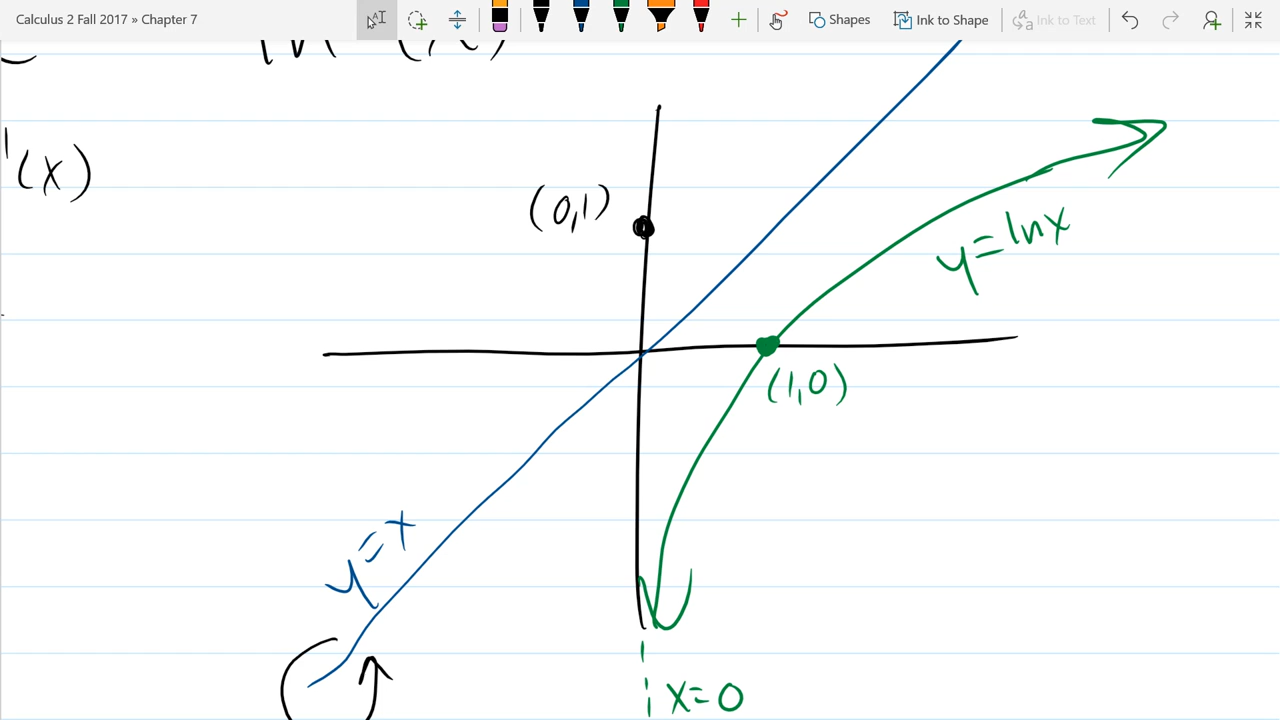 Calculus 2 Fall 2017 » Chapter 7
Shapes
Ink to Shape
Ink to Text
(x)
(0,1)
y=lnx
(1,0)
y=x
x=0